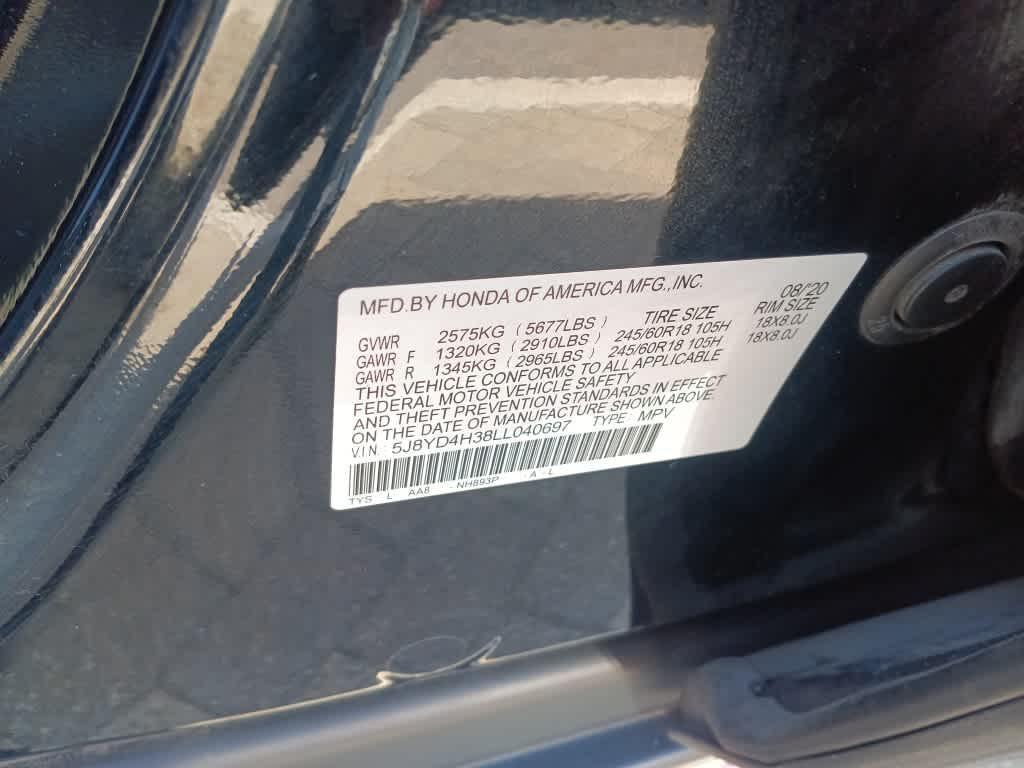 MFD.BY HONDA OF AMERICA MFG.,INC. 08/'20
GVWR 2575KG (5677LBS) TIRE SIZE RIM SIZE
GAWR F 1320KG (2910LBS) 245/60R18 105H 18X8.0J
GAWR R 1345KG (2965LBS) 245/60R18 105H 18X8.0J
THIS VEHICLE CONFORMS TO ALL APPLICABLE
FEDERAL MOTOR VEHICLE SAFETY
AND THEFT PREVENTION STANDARDS IN EFFECT
ON THE DATE OF MANUFACTURE SHOWN ABOVE.
V.I.N.: 5J8YD4H38LL040697 TYPE : MPV
TYS L AA8 - NH893P - A - L